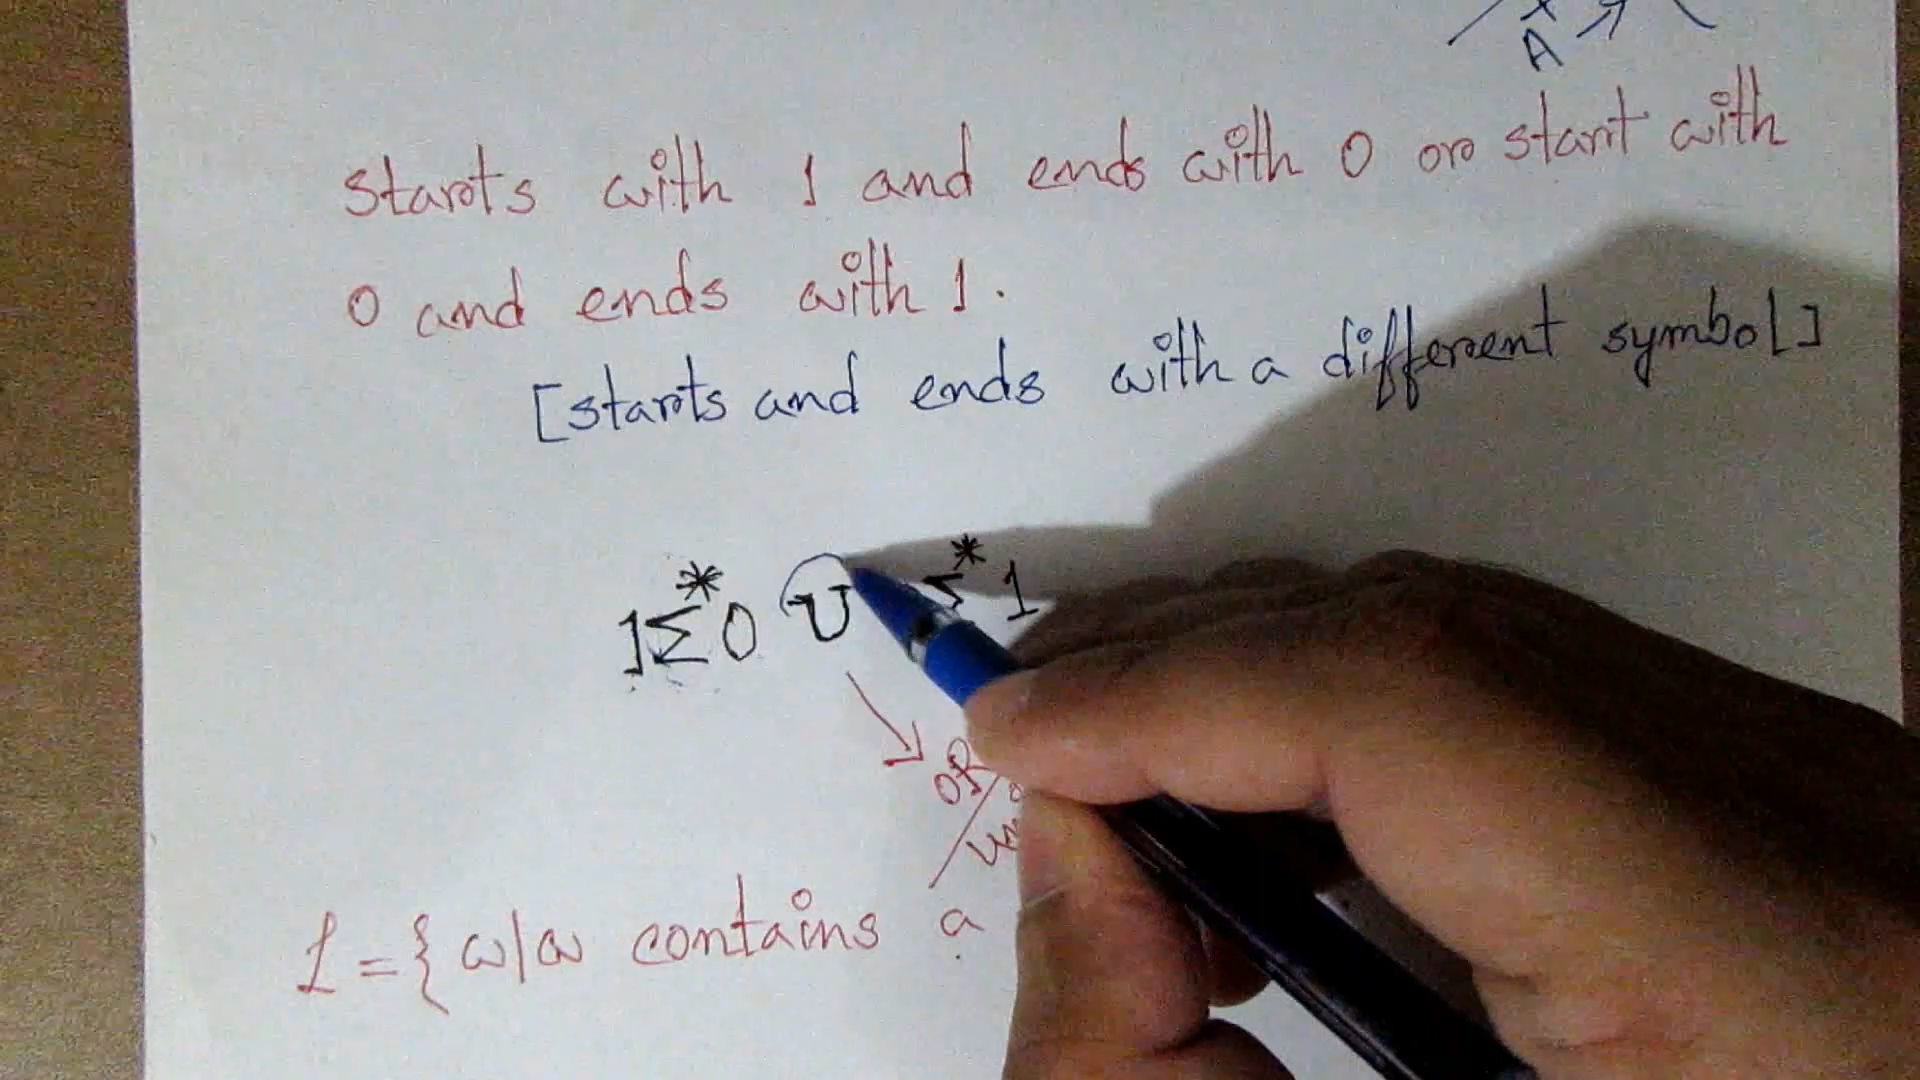 A
starts with 1 and ends with 0 or start with
0 and ends with 1.
[starts and ends with a different symbol]
1Σ*0 U Σ*1
OR
L = { w/w contains a